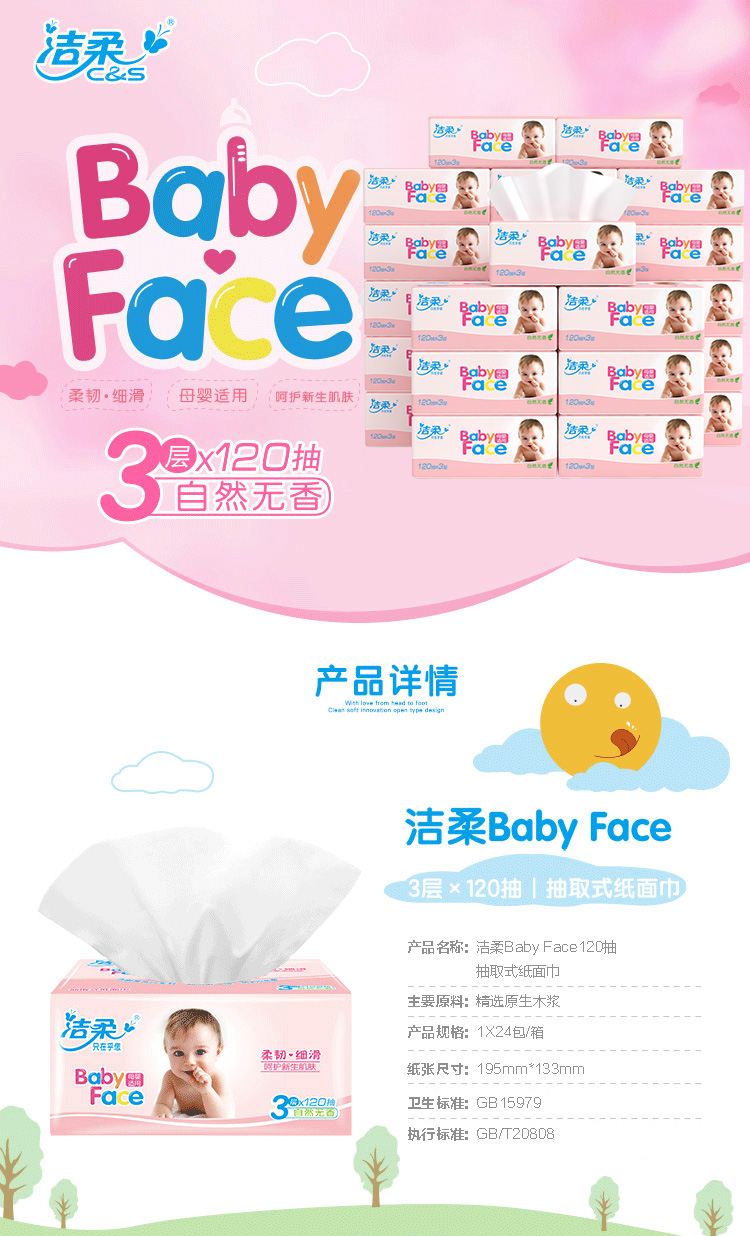 洁柔®
C&S
Baby
Face
柔韧·细滑 母婴适用 呵护新生肌肤
3层x120抽
自然无香
产品详情
With love from head to foot
Clean soft innovation open type design
洁柔Baby Face
3层×120抽|抽取式纸面巾
产品名称: 洁柔Baby Face120抽
抽取式纸面巾
主要原料: 精选原生木浆
产品规格: 1X24包/箱
纸张尺寸: 195mm*133mm
卫生标准: GB15979
执行标准: GB/T20808
洁柔®
只在乎您
Baby 母婴适用
Face
柔韧·细滑
呵护新生肌肤
3层x120抽
自然无香